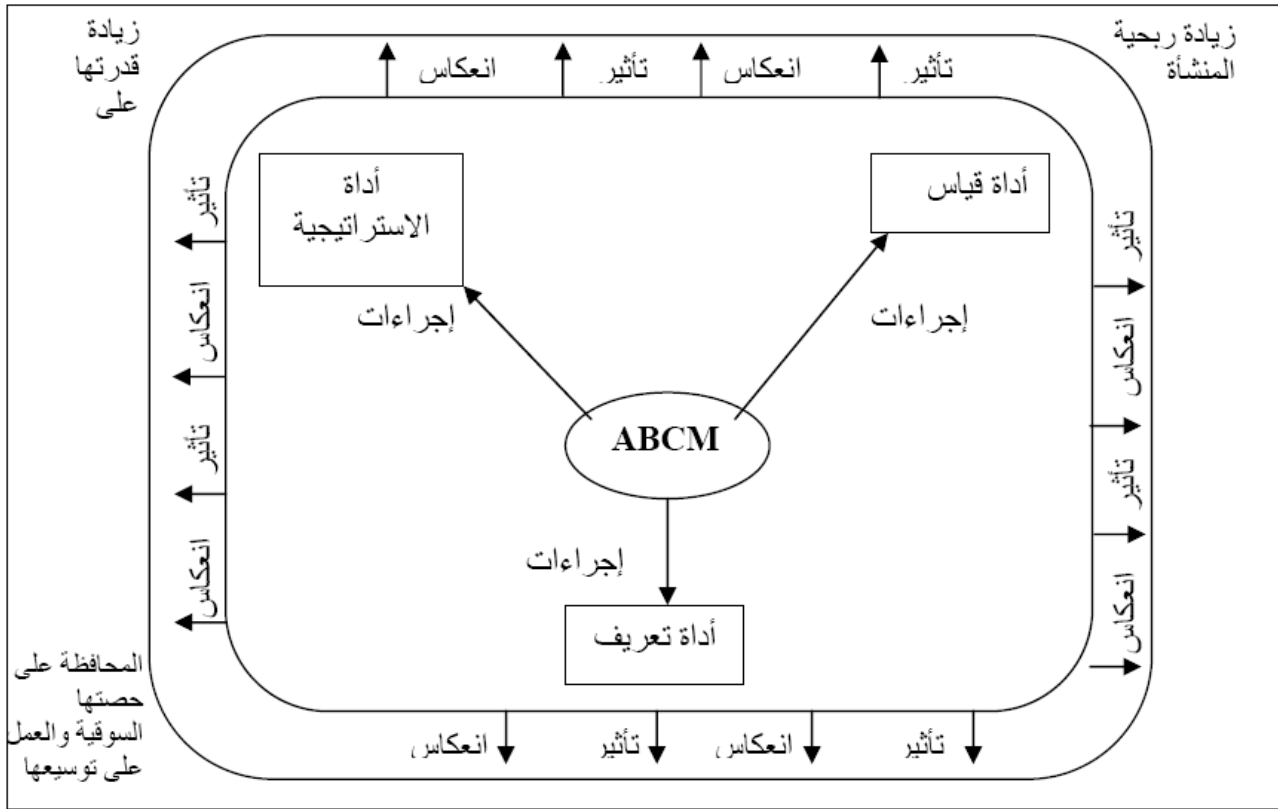 زيادة ربحية
المنشأة
زيادة
قدرتها
على
تأثير
انعكاس
تأثير
انعكاس
أداة قياس
أداة
الاستراتيجية
تأثير
انعكاس
تأثير
انعكاس
تأثير
انعكاس
تأثير
انعكاس
إجراءات
إجراءات
ABCM
إجراءات
أداة تعريف
المحافظة على
حصتها
السوقية والعمل
على توسيعها
تأثير
انعكاس
تأثير
انعكاس